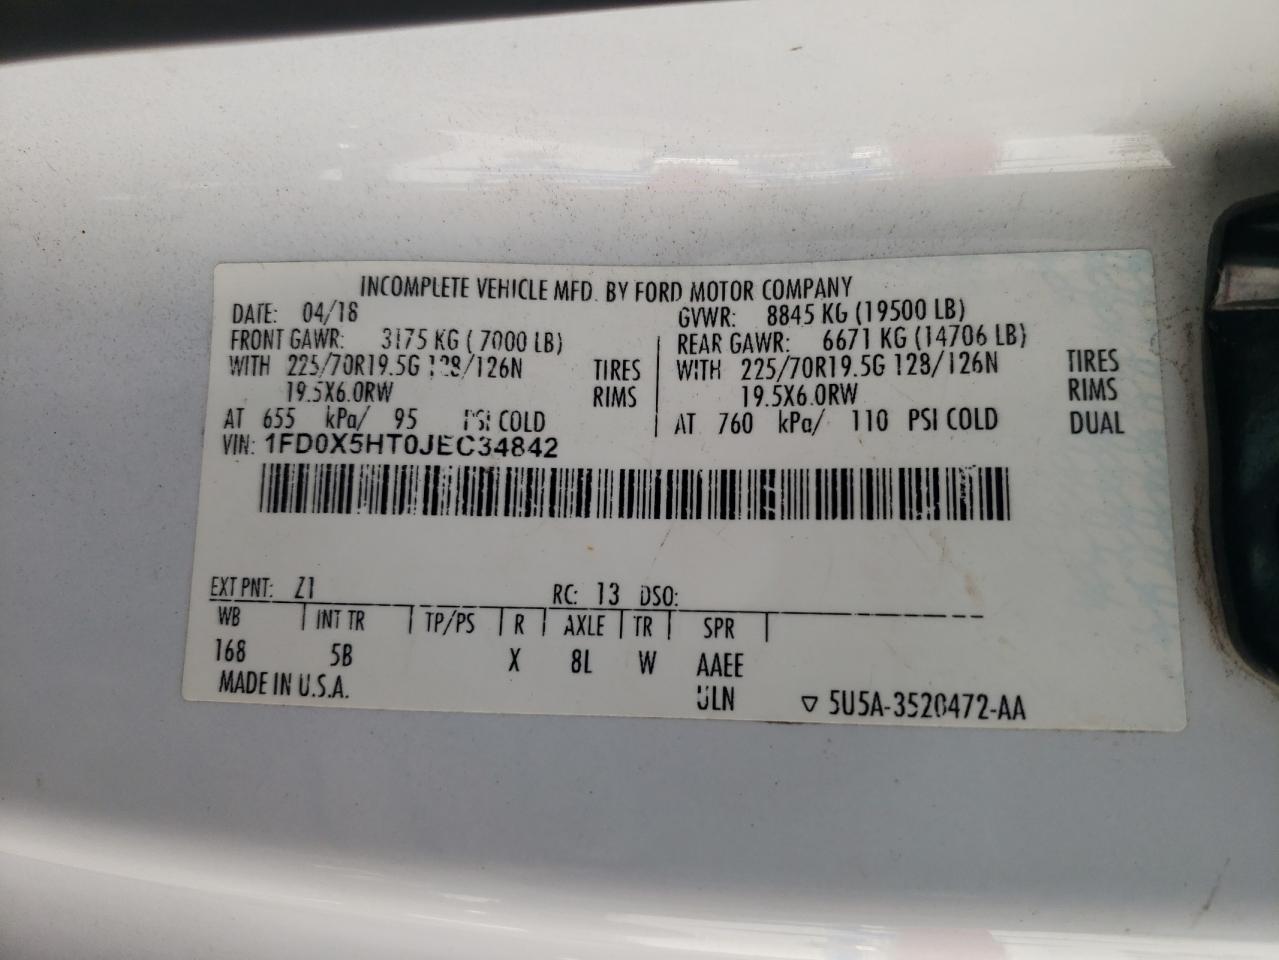 INCOMPLETE VEHICLE MFD. BY FORD MOTOR COMPANY
DATE: 04/18 GVWR: 8845 KG (19500 LB)
FRONT GAWR: 3175 KG ( 7000 LB) REAR GAWR: 6671 KG (14706 LB)
WITH 225/70R19.5G 128/126N TIRES WITH 225/70R19.5G 128/126N TIRES
19.5X6.0RW RIMS 19.5X6.0RW RIMS
AT 655 kPa/ 95 PSI COLD AT 760 kPa/ 110 PSI COLD DUAL
VIN: 1FD0X5HT0JEC34842
EXT PNT: Z1 RC: 13 DSO:
WB INT TR TP/PS R AXLE TR SPR
168 5B X 8L W AAEE
MADE IN U.S.A. ▽ 5U5A-3520472-AA